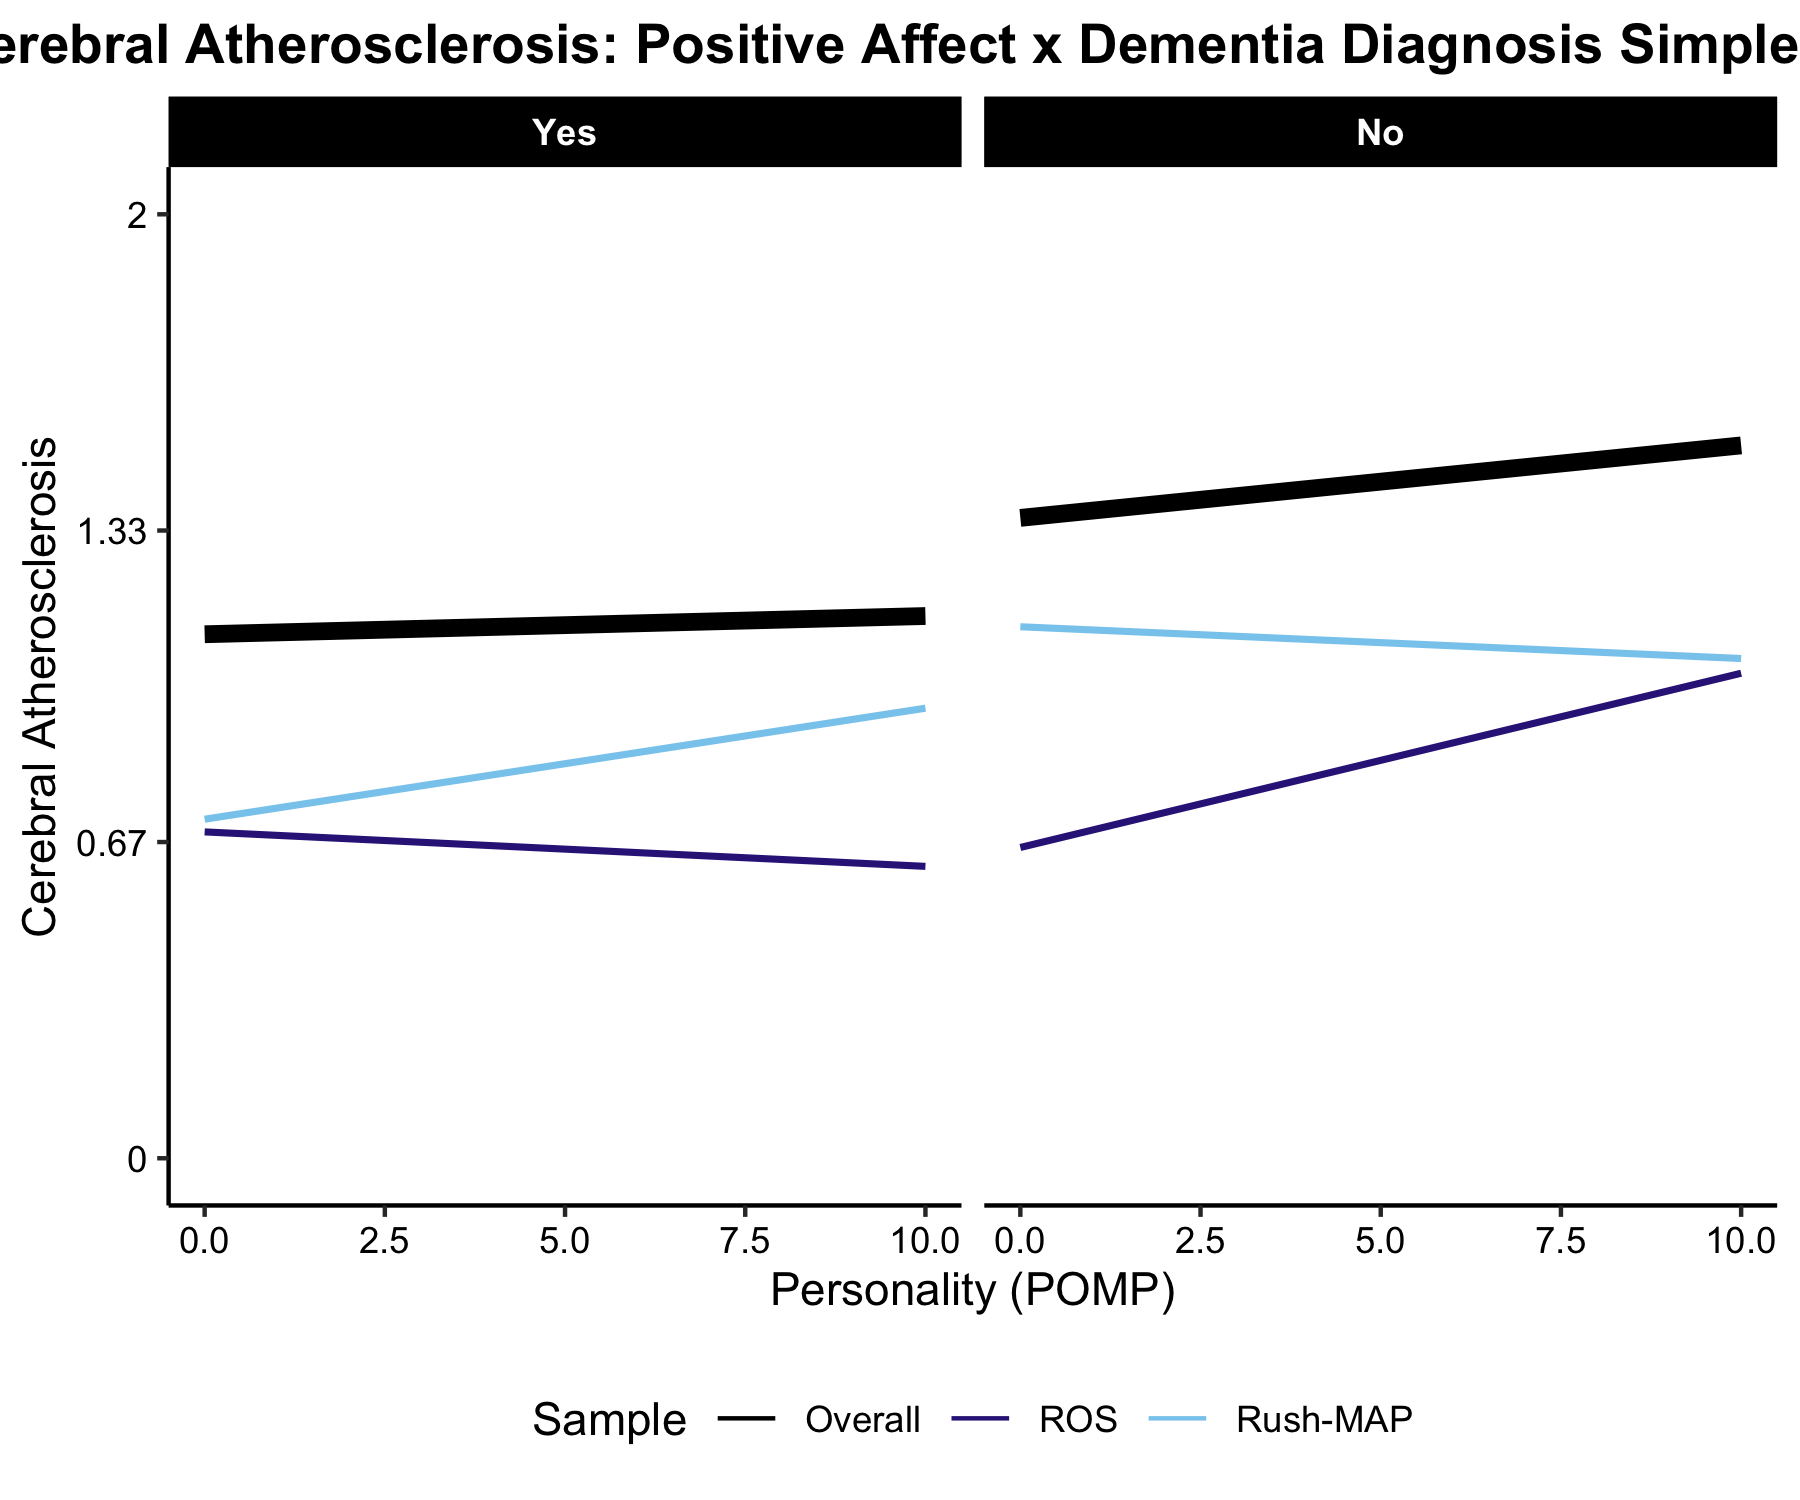 erebral Atherosclerosis: Positive Affect x Dementia Diagnosis Simple
Yes
No
Cerebral Atherosclerosis
2
1.33
0.67
0
0.0 2.5 5.0 7.5 10.0 0.0 2.5 5.0 7.5 10.0
Personality (POMP)
Sample Overall ROS Rush-MAP